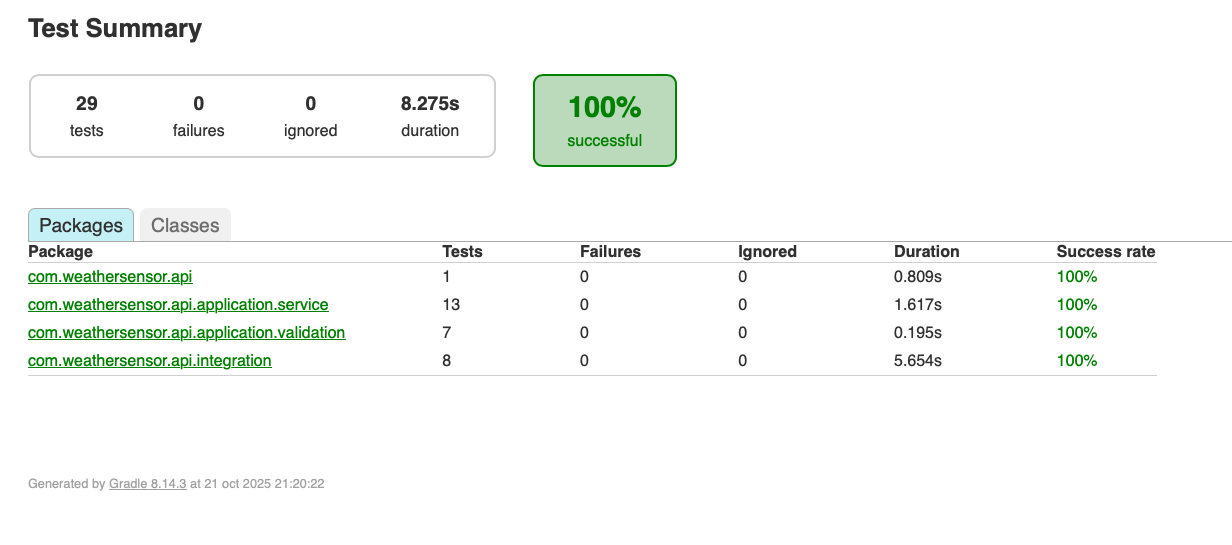 Test Summary
29 0 0 8.275s
tests failures ignored duration
100%
successful
Packages Classes
Package Tests Failures Ignored Duration Success rate
com.weathersensor.api 1 0 0 0.809s 100%
com.weathersensor.api.application.service 13 0 0 1.617s 100%
com.weathersensor.api.application.validation 7 0 0 0.195s 100%
com.weathersensor.api.integration 8 0 0 5.654s 100%
Generated by Gradle 8.14.3 at 21 oct 2025 21:20:22